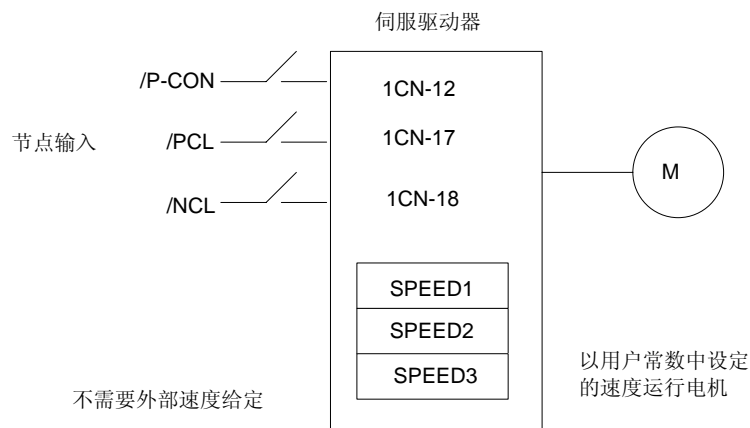 伺服驱动器
/P-CON
1CN-12
节点输入
/PCL
1CN-17
M
/NCL
1CN-18
SPEED1
SPEED2
SPEED3
不需要外部速度给定
以用户常数中设定
的速度运行电机